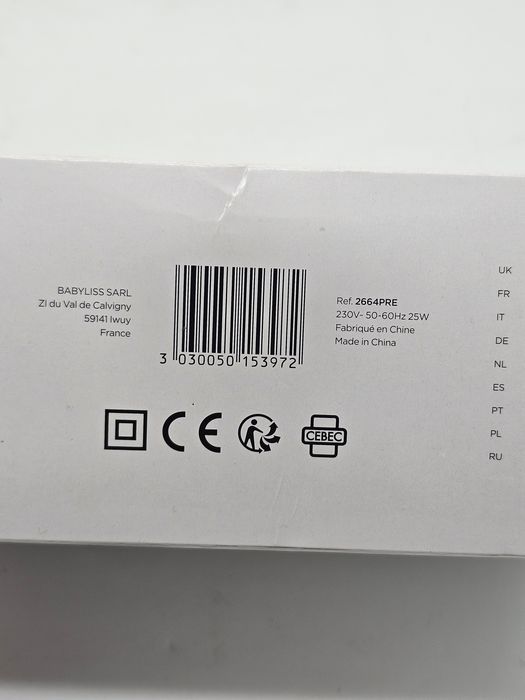 BABYLISS SARL
ZI du Val de Calvigny
59141 Iwuy
France
3 030050 153972
Ref. 2664PRE
230V- 50-60Hz 25W
Fabriqué en Chine
Made in China
CE
CEBEC
UK
FR
IT
DE
NL
ES
PT
PL
RU